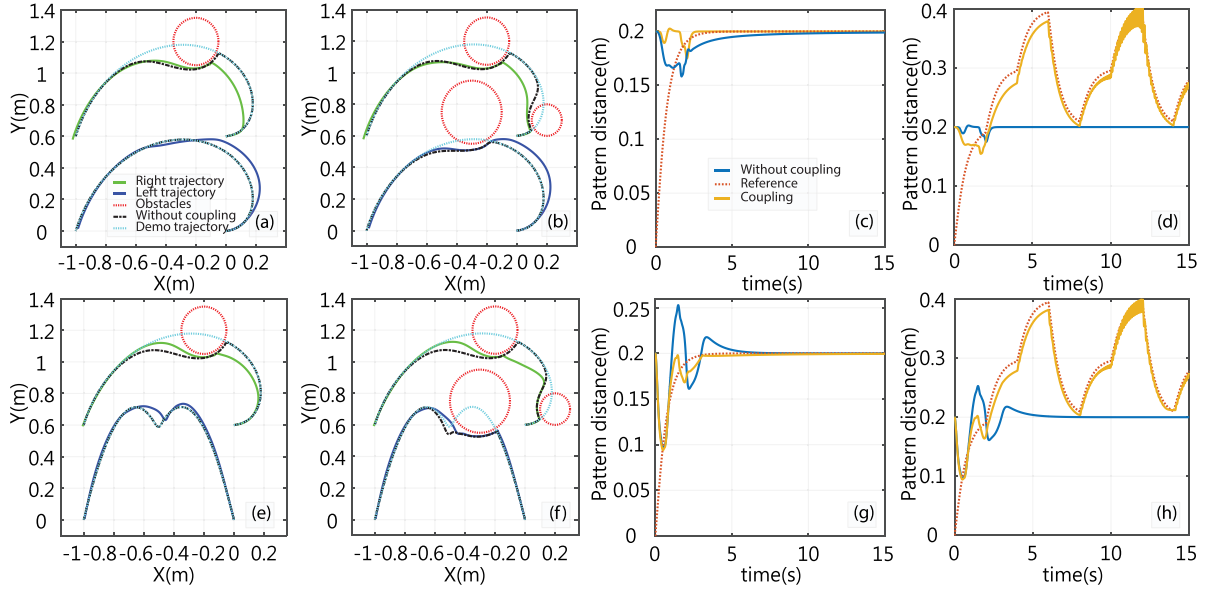 1.4
1.2
1
0.8
0.6
0.4
0.2
0
Y(m)
Right trajectory
Left trajectory
Obstacles
Without coupling
Demo trajectory
(a)
-1 -0.8 -0.6 -0.4 -0.2 0 0.2
X(m)
1.4
1.2
1
0.8
0.6
0.4
0.2
0
Y(m)
(b)
-1 -0.8 -0.6 -0.4 -0.2 0 0.2
X(m)
0.2
0.15
0.1
0.05
0
Pattern distance(m)
Without coupling
Reference
Coupling
(c)
0 5 10 15
time(s)
0.4
0.3
0.2
0.1
0
Pattern distance(m)
(d)
0 5 10 15
time(s)
1.4
1.2
1
0.8
0.6
0.4
0.2
0
Y(m)
(e)
-1 -0.8 -0.6 -0.4 -0.2 0 0.2
X(m)
1.4
1.2
1
0.8
0.6
0.4
0.2
0
Y(m)
(f)
-1 -0.8 -0.6 -0.4 -0.2 0 0.2
X(m)
0.25
0.2
0.15
0.1
0.05
0
Pattern distance(m)
(g)
0 5 10 15
time(s)
0.4
0.3
0.2
0.1
0
Pattern distance(m)
(h)
0 5 10 15
time(s)